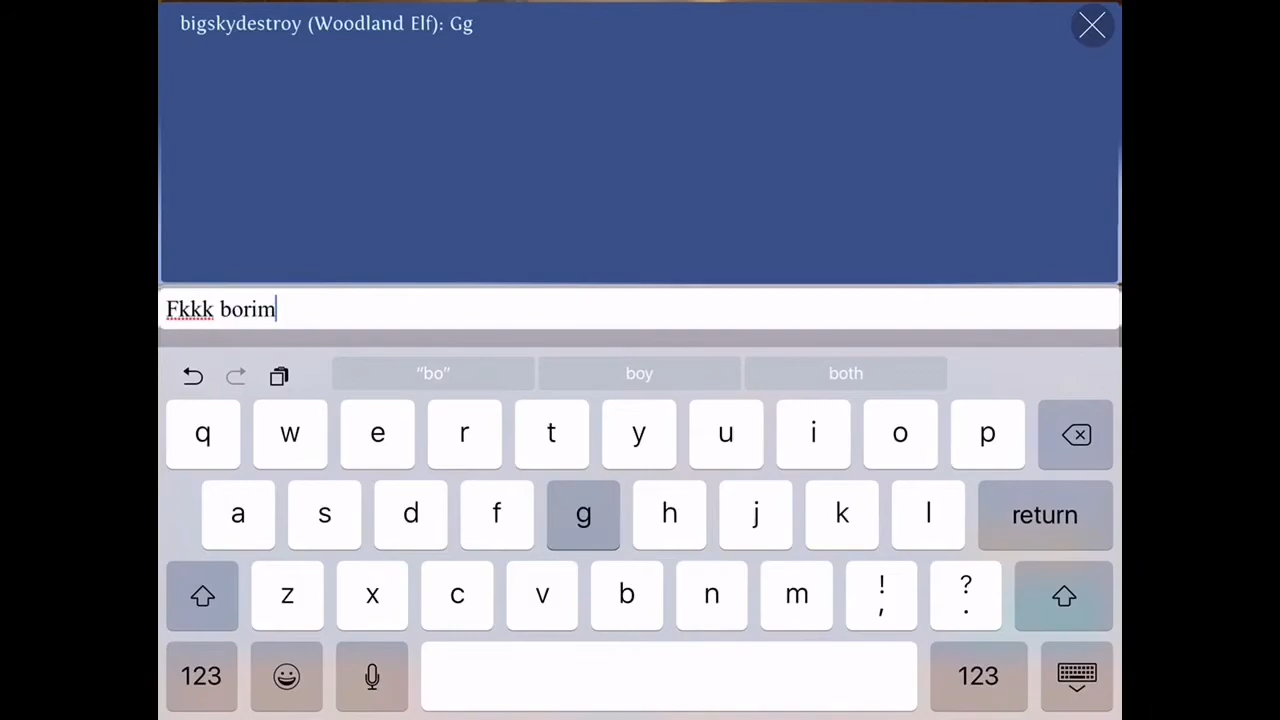 bigskydestroy (Woodland Elf): Gg
Fkkk borim
“bo” boy both
q w e r t y u i o p
a s d f g h j k l return
z x c v b n m ! , ? .
123 123